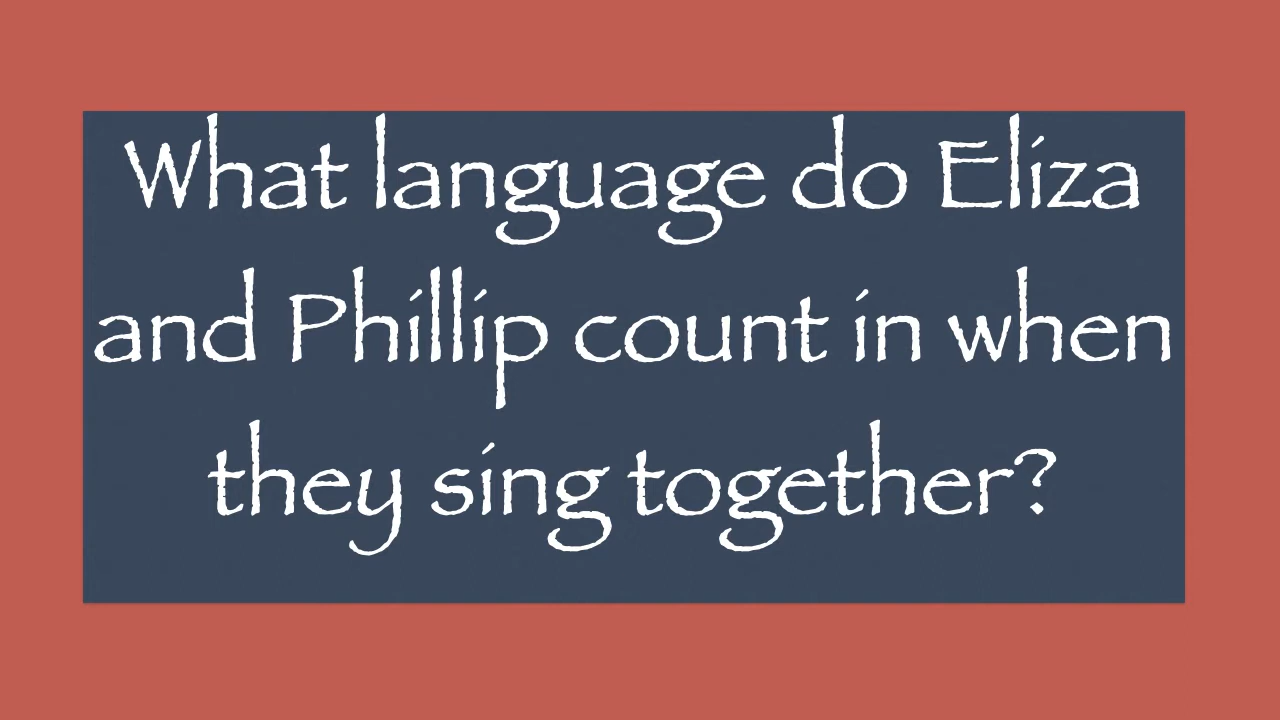 What language do Eliza
and Phillip count in when
they sing together?